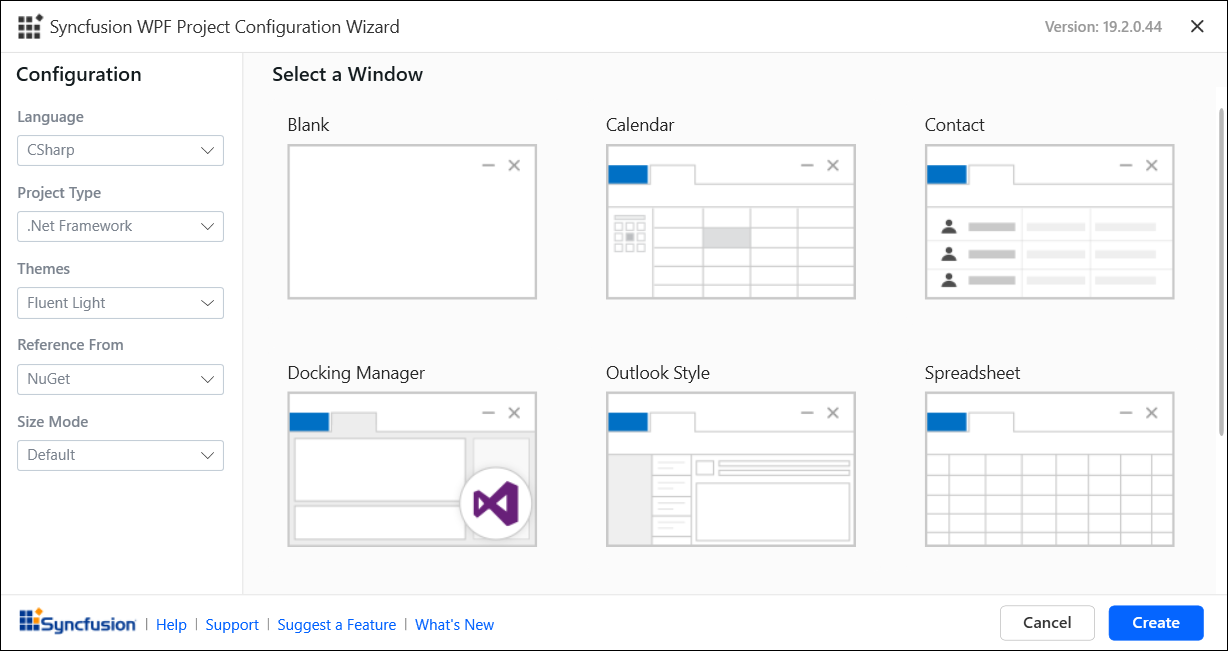 Syncfusion WPF Project Configuration Wizard
Version: 19.2.0.44
Configuration
Language
CSharp
Project Type
.Net Framework
Themes
Fluent Light
Reference From
NuGet
Size Mode
Default
Select a Window
Blank
Calendar
Contact
Docking Manager
Outlook Style
Spreadsheet
Syncfusion | Help | Support | Suggest a Feature | What's New
Cancel
Create